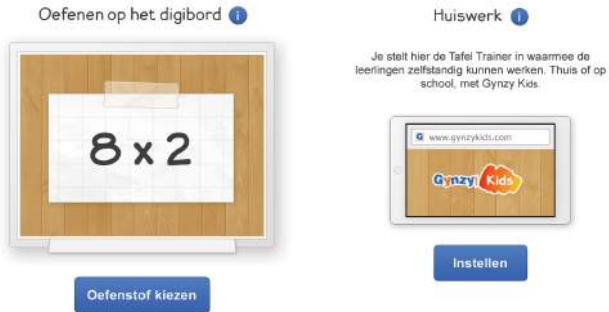 Oefenen op het digibord i
8 x 2
Oefenstof kiezen
Huiswerk i
Je stelt hier de Tafel Trainer in waarmee de
leerlingen zelfstandig kunnen werken. Thuis of op
school, met Gynzy Kids.
G www.gynzykids.com
Gynzy Kids
Instellen